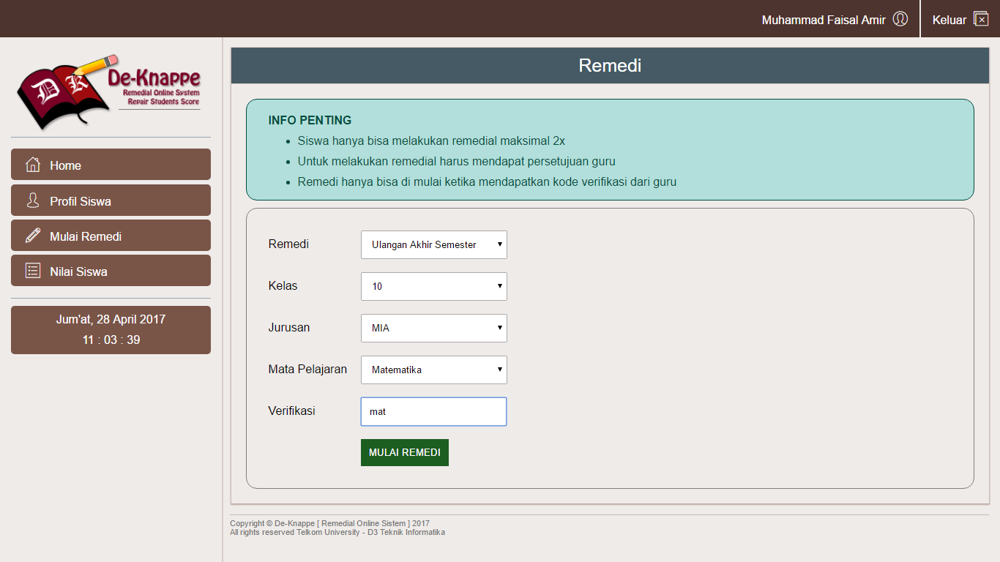 Muhammad Faisal Amir
Keluar
DK
De-Knappe
Remedial Online System
Repair Students Score
Home
Profil Siswa
Mulai Remedi
Nilai Siswa
Jum'at, 28 April 2017
11 : 03 : 39
Remedi
INFO PENTING
Siswa hanya bisa melakukan remedial maksimal 2x
Untuk melakukan remedial harus mendapat persetujuan guru
Remedi hanya bisa di mulai ketika mendapatkan kode verifikasi dari guru
Remedi Ulangan Akhir Semester
Kelas 10
Jurusan MIA
Mata Pelajaran Matematika
Verifikasi mat
MULAI REMEDI
Copyright © De-Knappe [ Remedial Online Sistem ] 2017
All rights reserved Telkom University - D3 Teknik Informatika